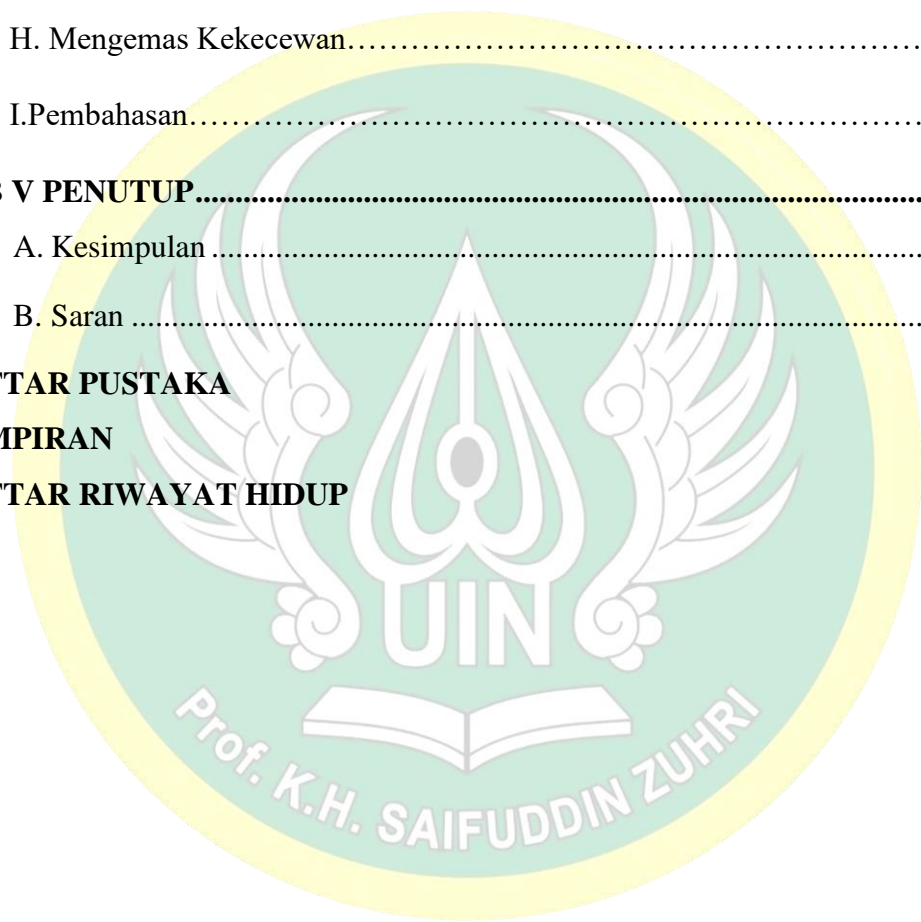 H. Mengemas Kekecewan……………………………………………………
I.Pembahasan……………………………………………………………………
V PENUTUP..........................................................................................
A. Kesimpulan ..........................................................................................
B. Saran ....................................................................................................
TAR PUSTAKA
MPIRAN
TAR RIWAYAT HIDUP
UIN
Prof. K.H. SAIFUDDIN ZUHRI